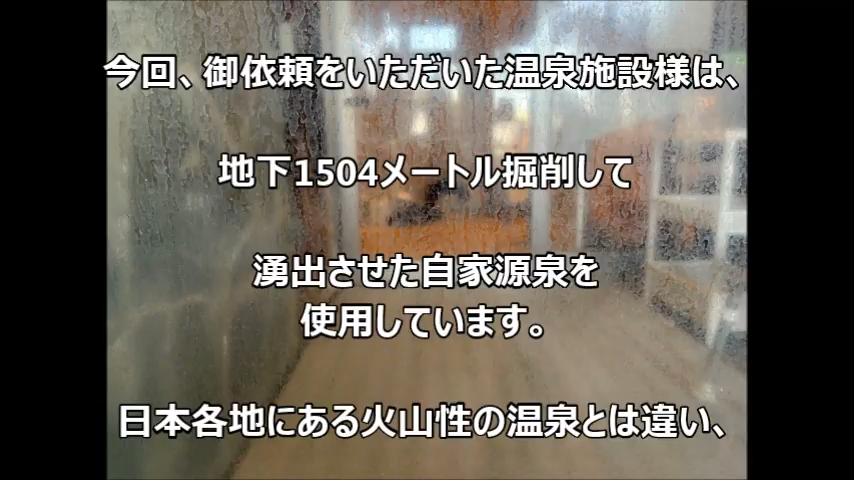 今回、御依頼をいただいた温泉施設様は、
地下1504メートル掘削して
湧出させた自家源泉を
使用しています。
日本各地にある火山性の温泉とは違い、